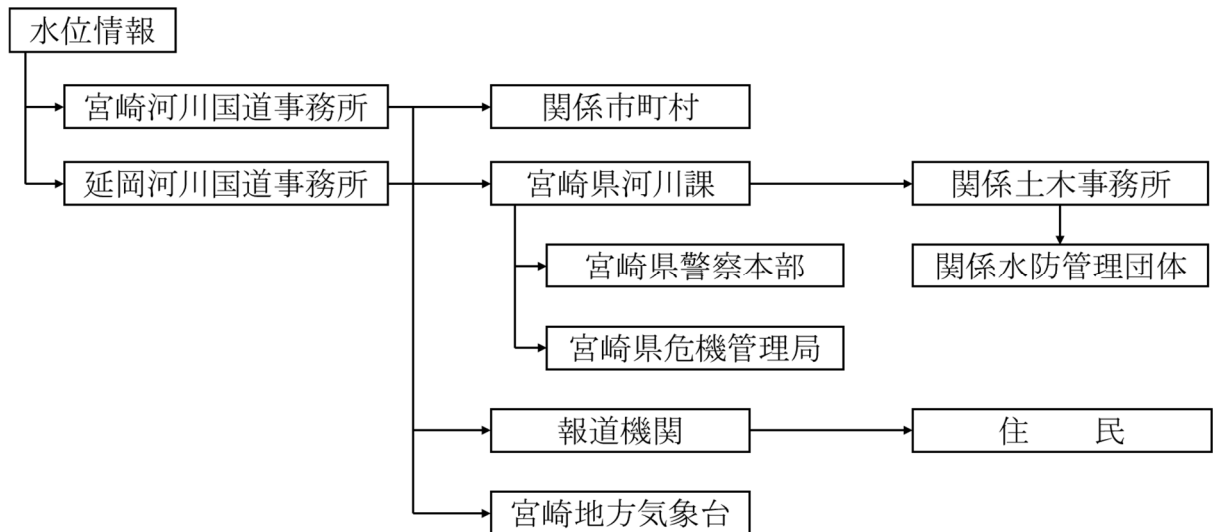 水位情報
宮崎河川国道事務所
関係市町村
延岡河川国道事務所
宮崎県河川課
関係土木事務所
宮崎県警察本部
関係水防管理団体
宮崎県危機管理局
報道機関
住　　民
宮崎地方気象台